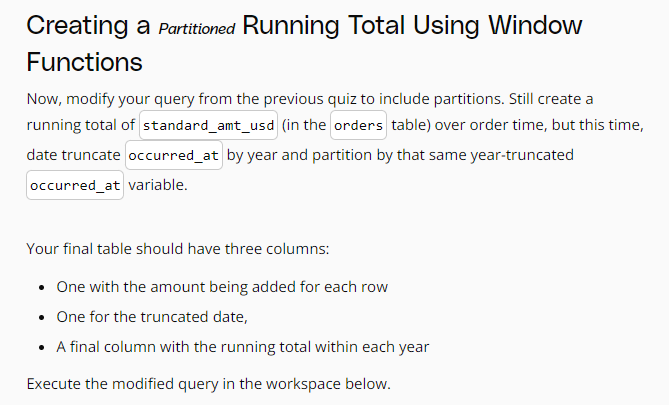 Creating a Partitioned Running Total Using Window
Functions
Now, modify your query from the previous quiz to include partitions. Still create a
running total of standard_amt_usd (in the orders table) over order time, but this time,
date truncate occurred_at by year and partition by that same year-truncated
occurred_at variable.
Your final table should have three columns:
• One with the amount being added for each row
• One for the truncated date,
• A final column with the running total within each year
Execute the modified query in the workspace below.